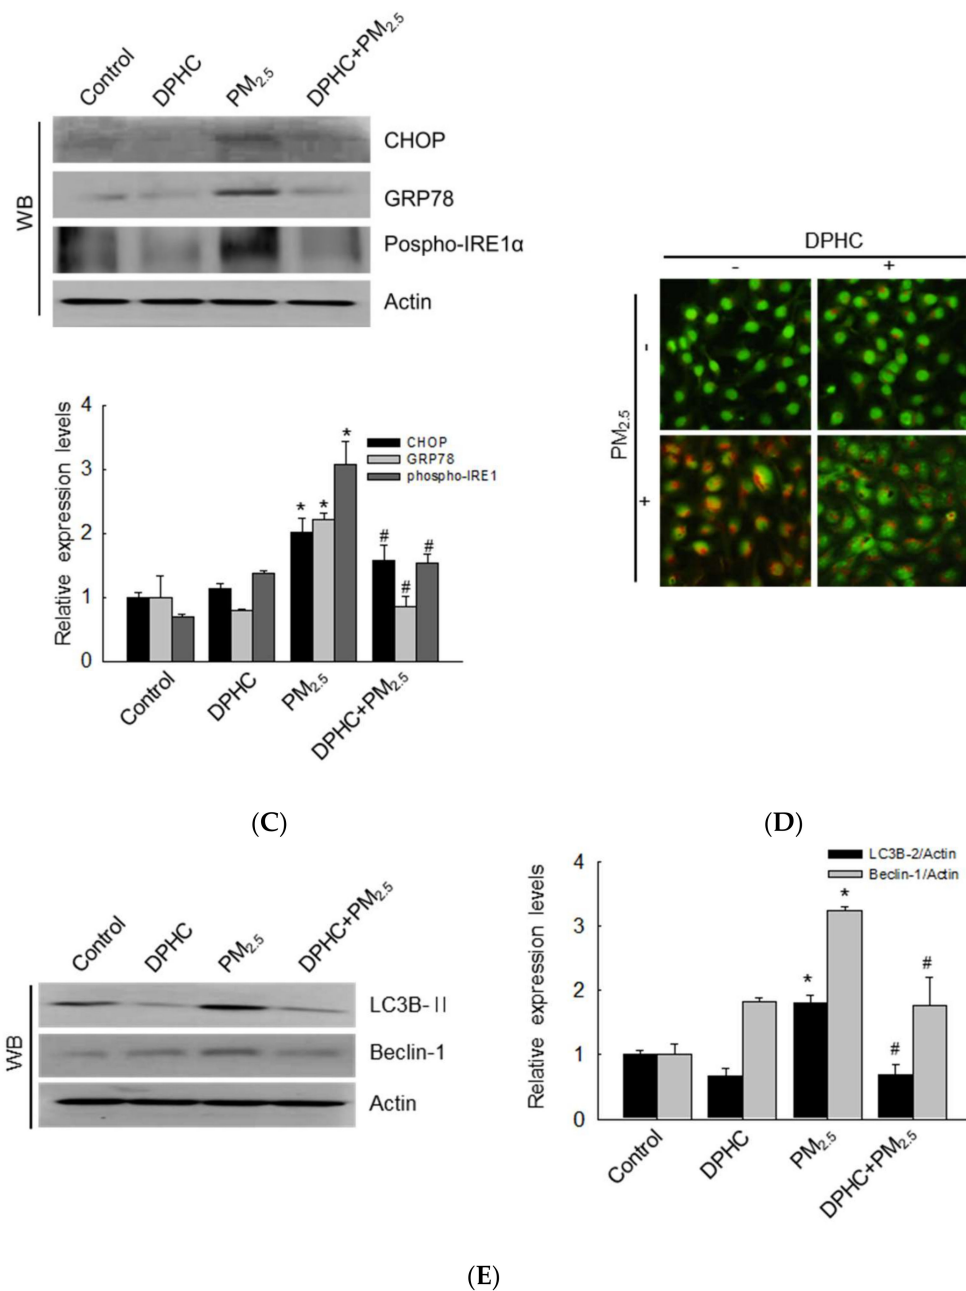 Control DPHC PM2.5 DPHC+PM2.5
WB
CHOP
GRP78
Pospho-IRE1α
Actin
DPHC
- +
PM2.5
-
+
Relative expression levels
4
3
2
1
0
CHOP
GRP78
phospho-IRE1
* * *
# # #
Control DPHC PM2.5 DPHC+PM2.5
(C)
(D)
Control DPHC PM2.5 DPHC+PM2.5
WB
LC3B-II
Beclin-1
Actin
Relative expression levels
4
3
2
1
0
LC3B-2/Actin
Beclin-1/Actin
* *
# #
Control DPHC PM2.5 DPHC+PM2.5
(E)